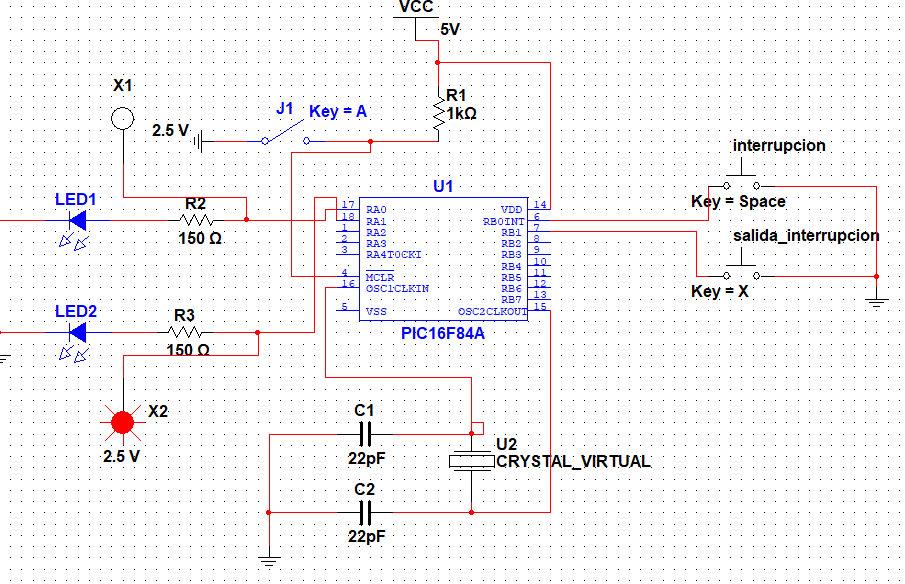 VCC
5V
X1
2.5 V
J1
Key = A
R1
1kΩ
interrupcion
Key = Space
salida_interrupcion
Key = X
LED1
R2
150 Ω
LED2
R3
150 Ω
X2
2.5 V
U1
17 RA0 VDD 14
18 RA1 RB0INT 6
1 RA2 RB1 7
2 RA3 RB2 8
3 RA4T0CKI RB3 9
RB4 10
4 MCLR RB5 11
16 OSC1CLKIN RB6 12
RB7 13
5 VSS OSC2CLKOUT 15
PIC16F84A
C1
22pF
U2
CRYSTAL_VIRTUAL
C2
22pF